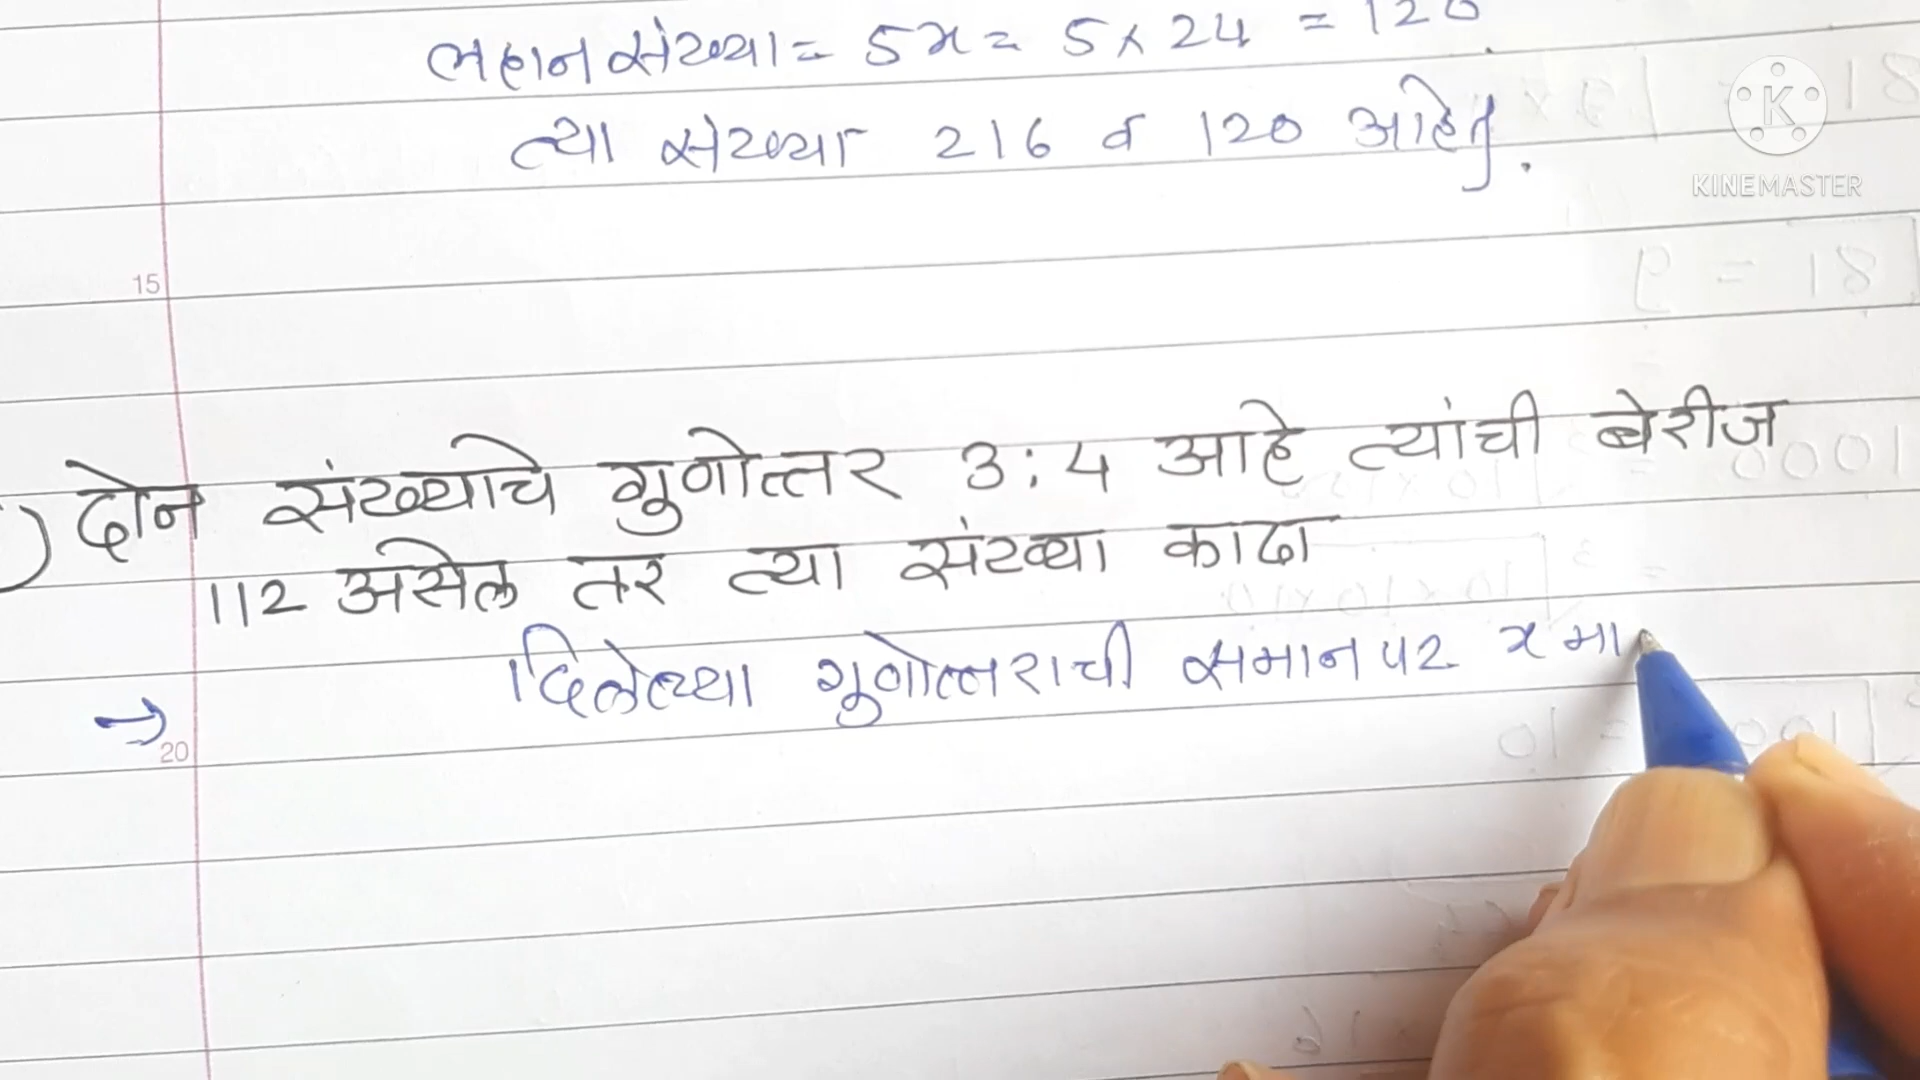 लहान संख्या = 5x = 5 x 24 = 120
त्या संख्या 216 व 120 आहेत.
KINEMASTER
15
दोन संख्याचे गुणोत्तर 3:4 आहे त्यांची बेरीज
112 असेल तर त्या संख्या काढा
→ दिलेल्या गुणोत्तराची समान पट x मा
20